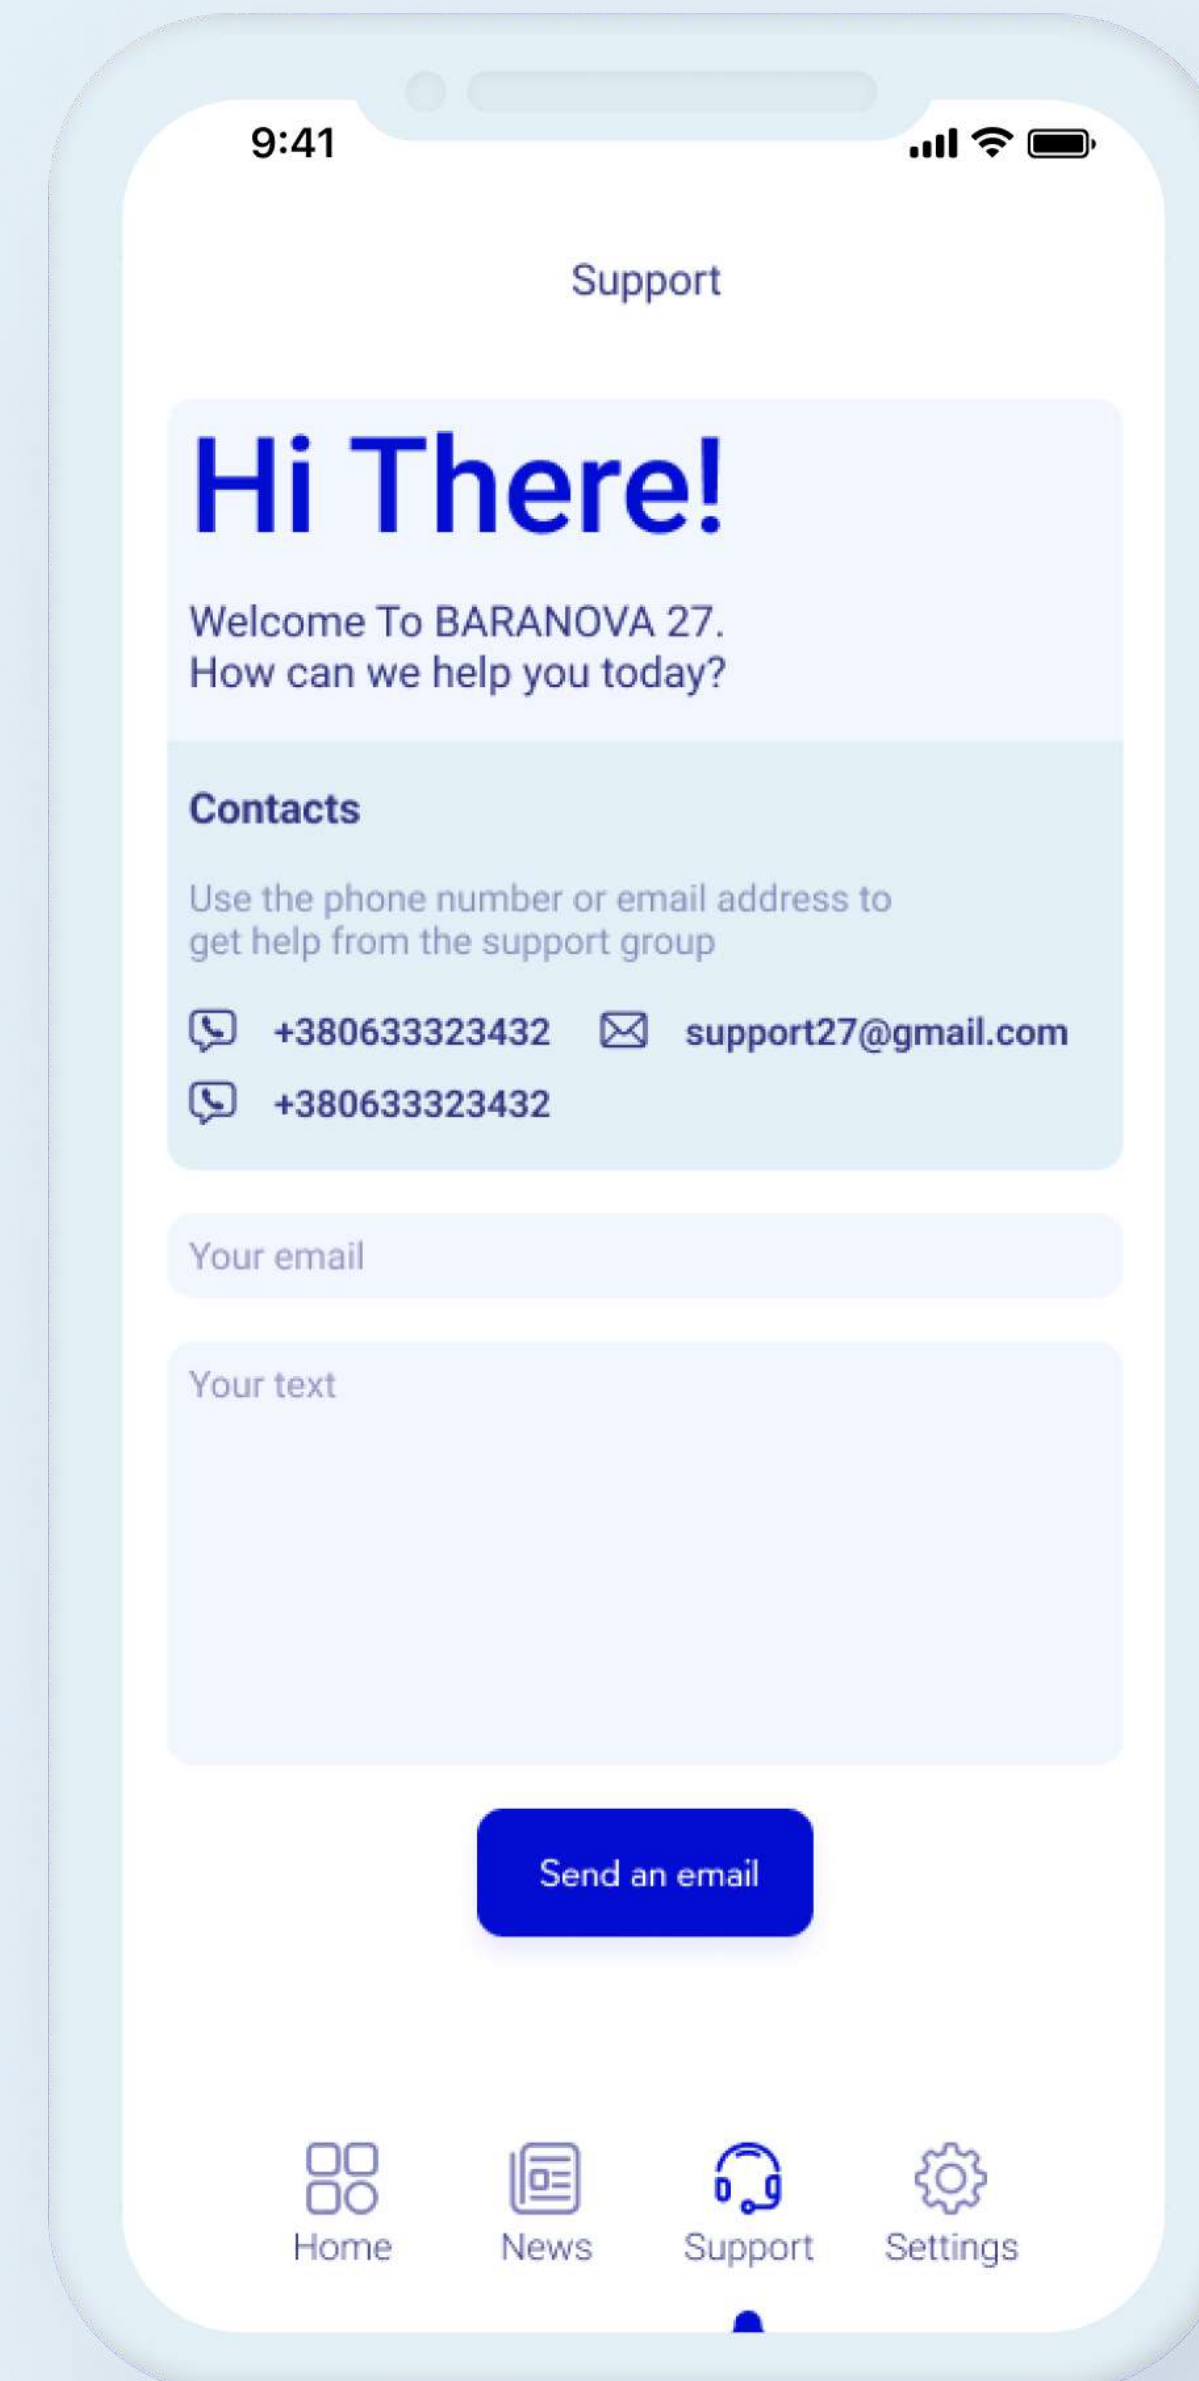 9:41
Support
Hi There!
Welcome To BARANOVA 27.
How can we help you today?
Contacts
Use the phone number or email address to
get help from the support group
+380633323432 support27@gmail.com
+380633323432
Your email
Your text
Send an email
Home News Support Settings